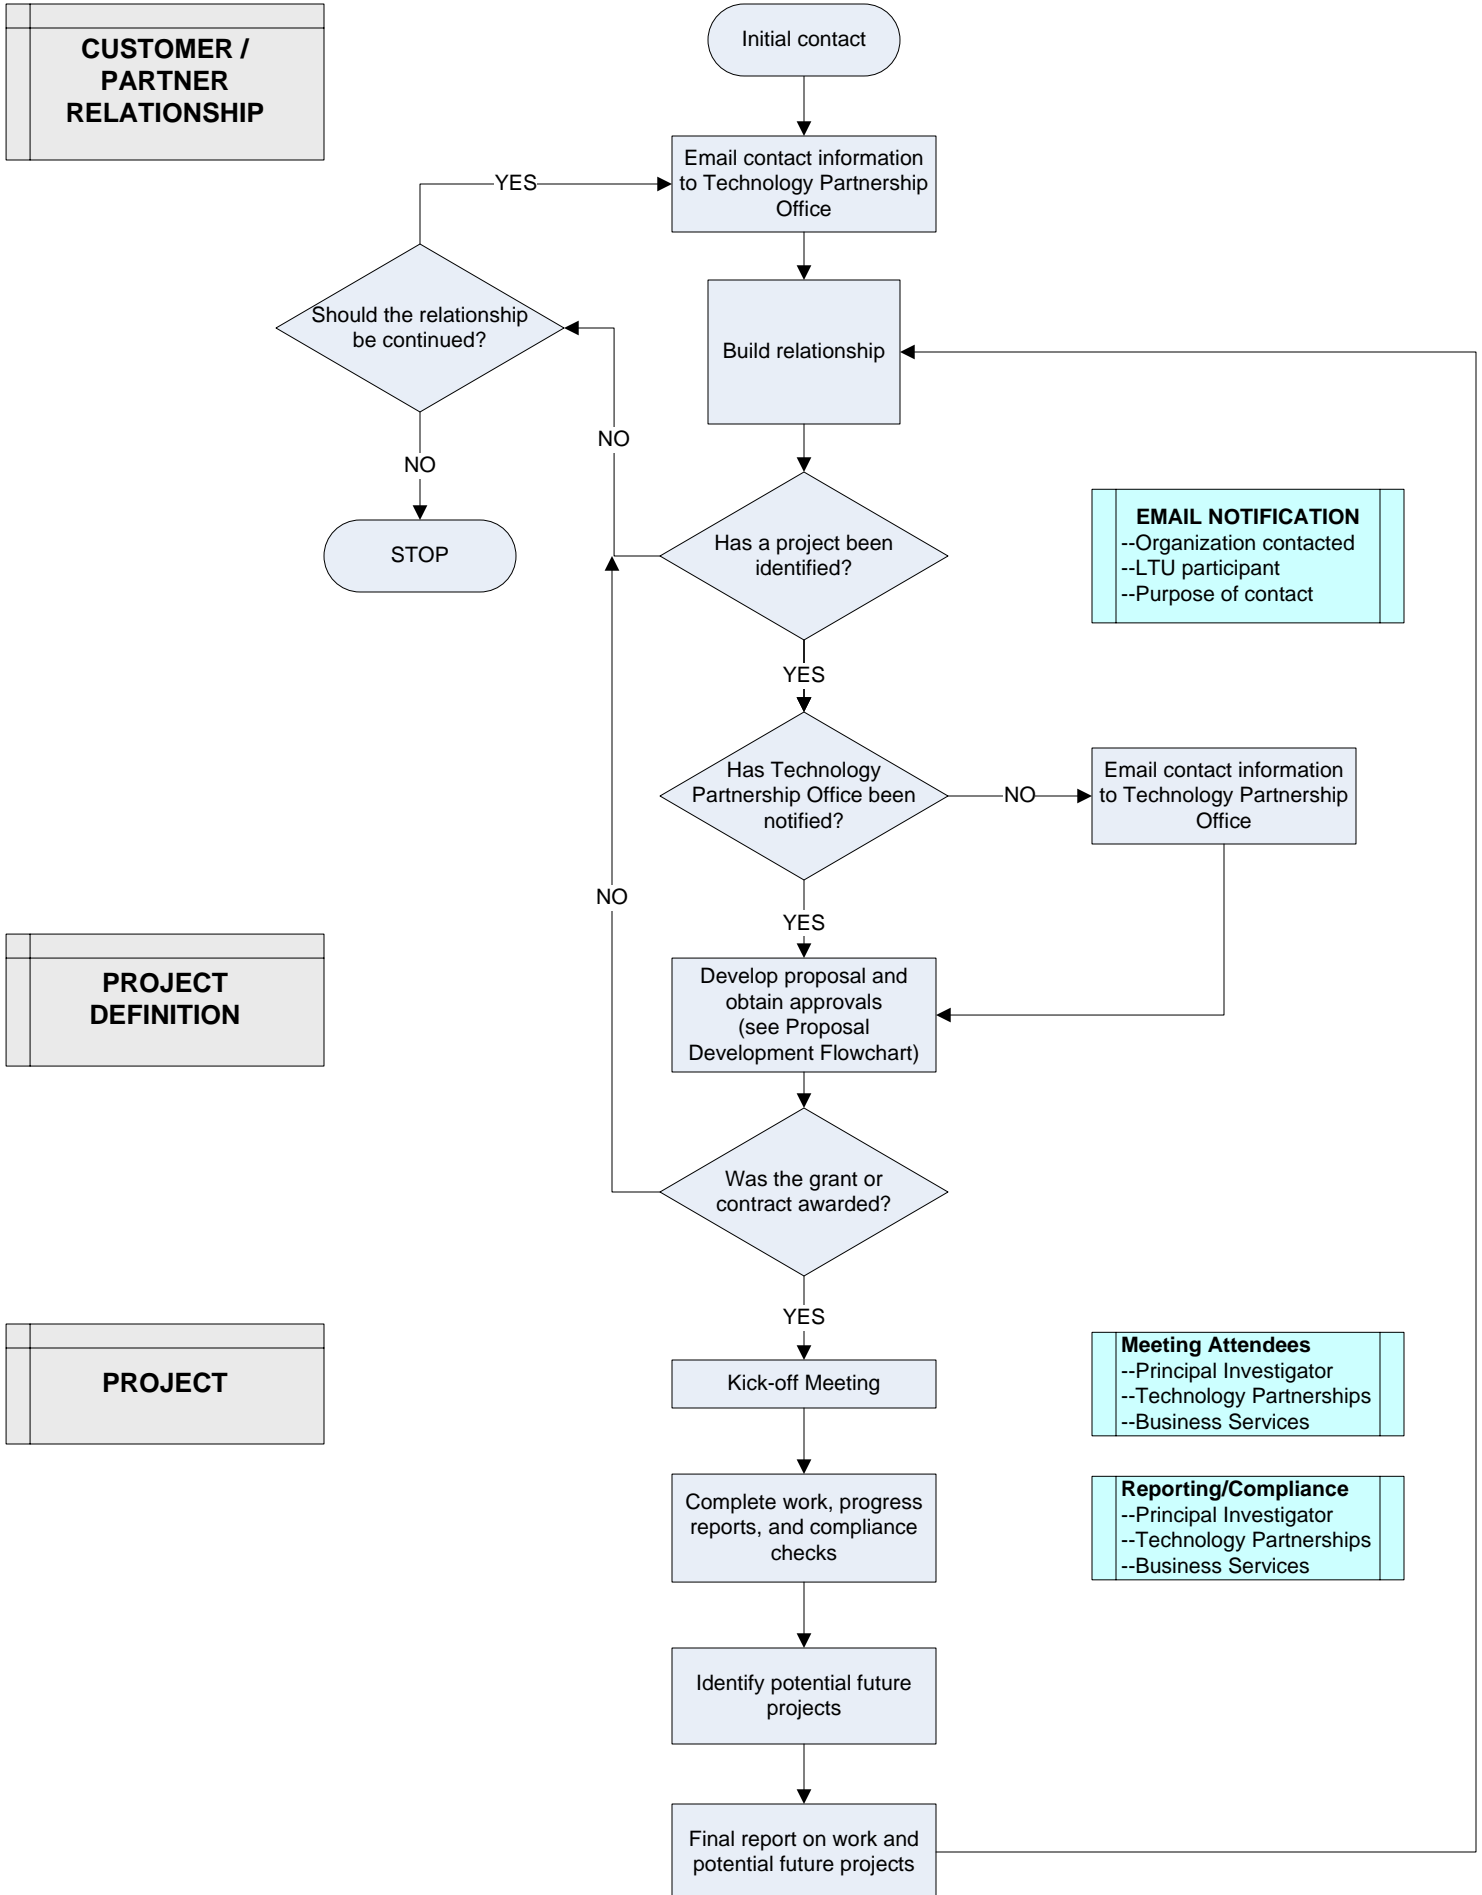 CUSTOMER /
PARTNER
RELATIONSHIP
Initial contact
Email contact information
to Technology Partnership
Office
YES
Should the relationship
be continued?
Build relationship
NO
NO
STOP
Has a project been
identified?
EMAIL NOTIFICATION
--Organization contacted
--LTU participant
--Purpose of contact
YES
Has Technology
Partnership Office been
notified?
NO
Email contact information
to Technology Partnership
Office
NO
YES
PROJECT
DEFINITION
Develop proposal and
obtain approvals
(see Proposal
Development Flowchart)
Was the grant or
contract awarded?
YES
PROJECT
Kick-off Meeting
Meeting Attendees
--Principal Investigator
--Technology Partnerships
--Business Services
Complete work, progress
reports, and compliance
checks
Reporting/Compliance
--Principal Investigator
--Technology Partnerships
--Business Services
Identify potential future
projects
Final report on work and
potential future projects